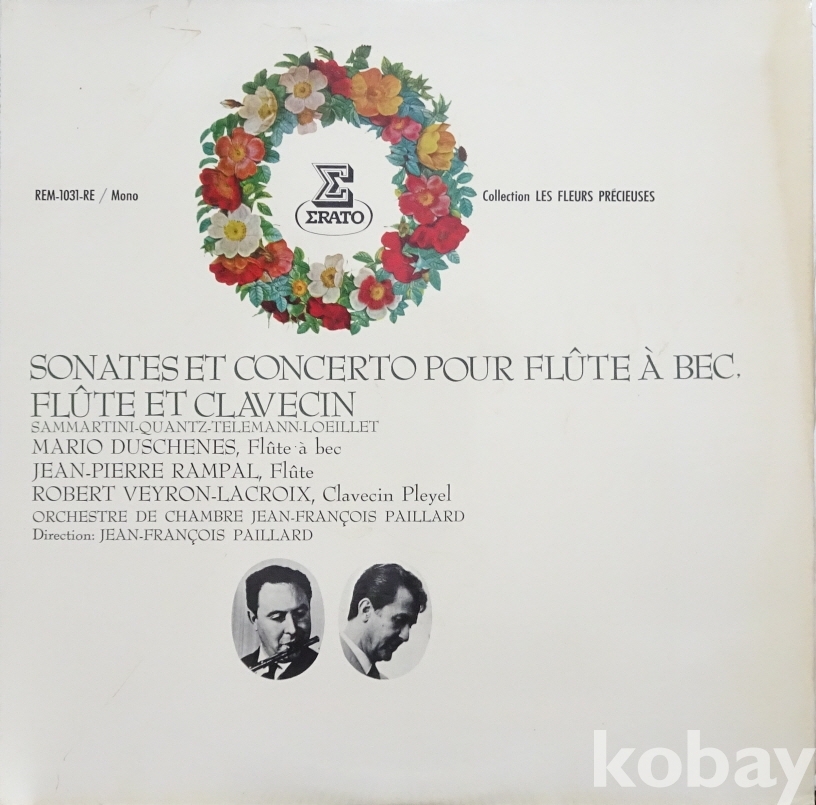 REM-1031-RE / Mono
ΣRATO
Collection LES FLEURS PRÉCIEUSES
SONATES ET CONCERTO POUR FLÛTE À BEC,
FLÛTE ET CLAVECIN
SAMMARTINI-QUANTZ-TELEMANN-LOEILLET
MARIO DUSCHENES, Flûte à bec
JEAN-PIERRE RAMPAL, Flûte
ROBERT VEYRON-LACROIX, Clavecin Pleyel
ORCHESTRE DE CHAMBRE JEAN-FRANÇOIS PAILLARD
Direction: JEAN-FRANÇOIS PAILLARD
kobay